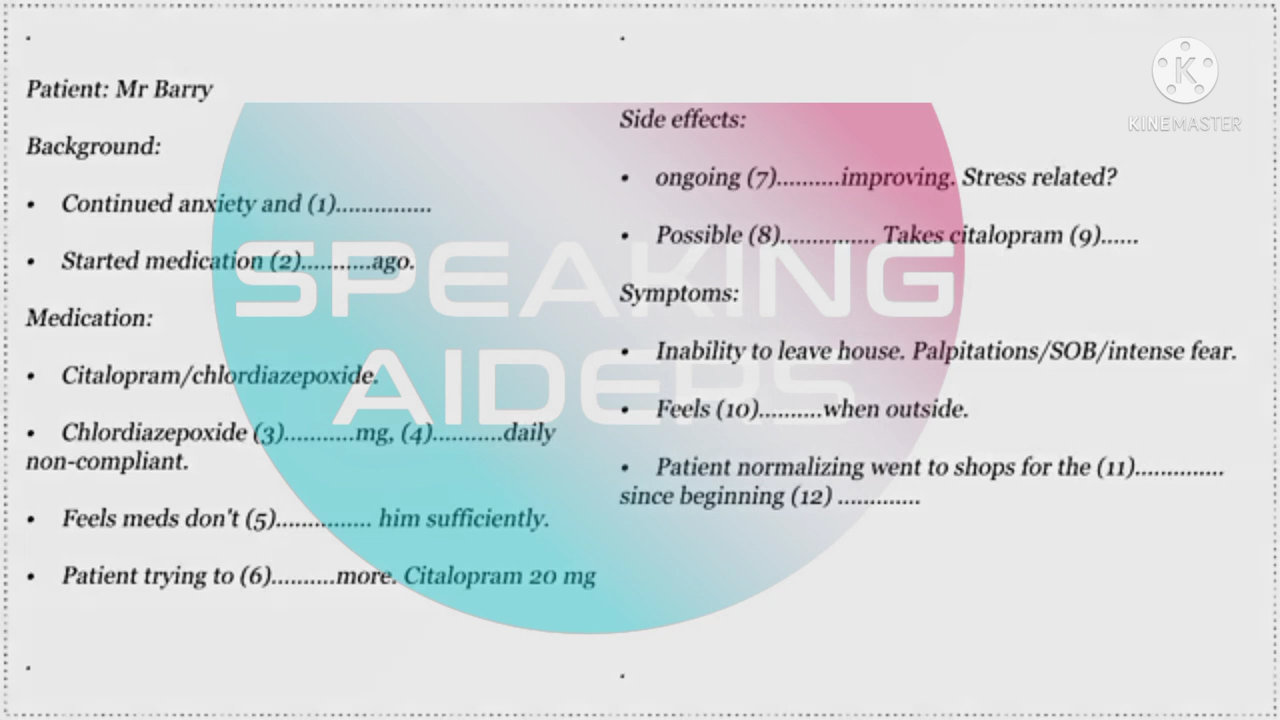 Patient: Mr Barry
Background:
• Continued anxiety and (1)...............
• Started medication (2)...........ago.
Medication:
• Citalopram/chlordiazepoxide.
• Chlordiazepoxide (3)...........mg, (4)...........daily
non-compliant.
• Feels meds don't (5)............... him sufficiently.
• Patient trying to (6)..........more. Citalopram 20 mg
Side effects:
• ongoing (7)..........improving. Stress related?
• Possible (8)............... Takes citalopram (9)......
Symptoms:
• Inability to leave house. Palpitations/SOB/intense fear.
• Feels (10)..........when outside.
• Patient normalizing went to shops for the (11)..............
since beginning (12) .............
SPEAKING
AIDERS
K
KINEMASTER